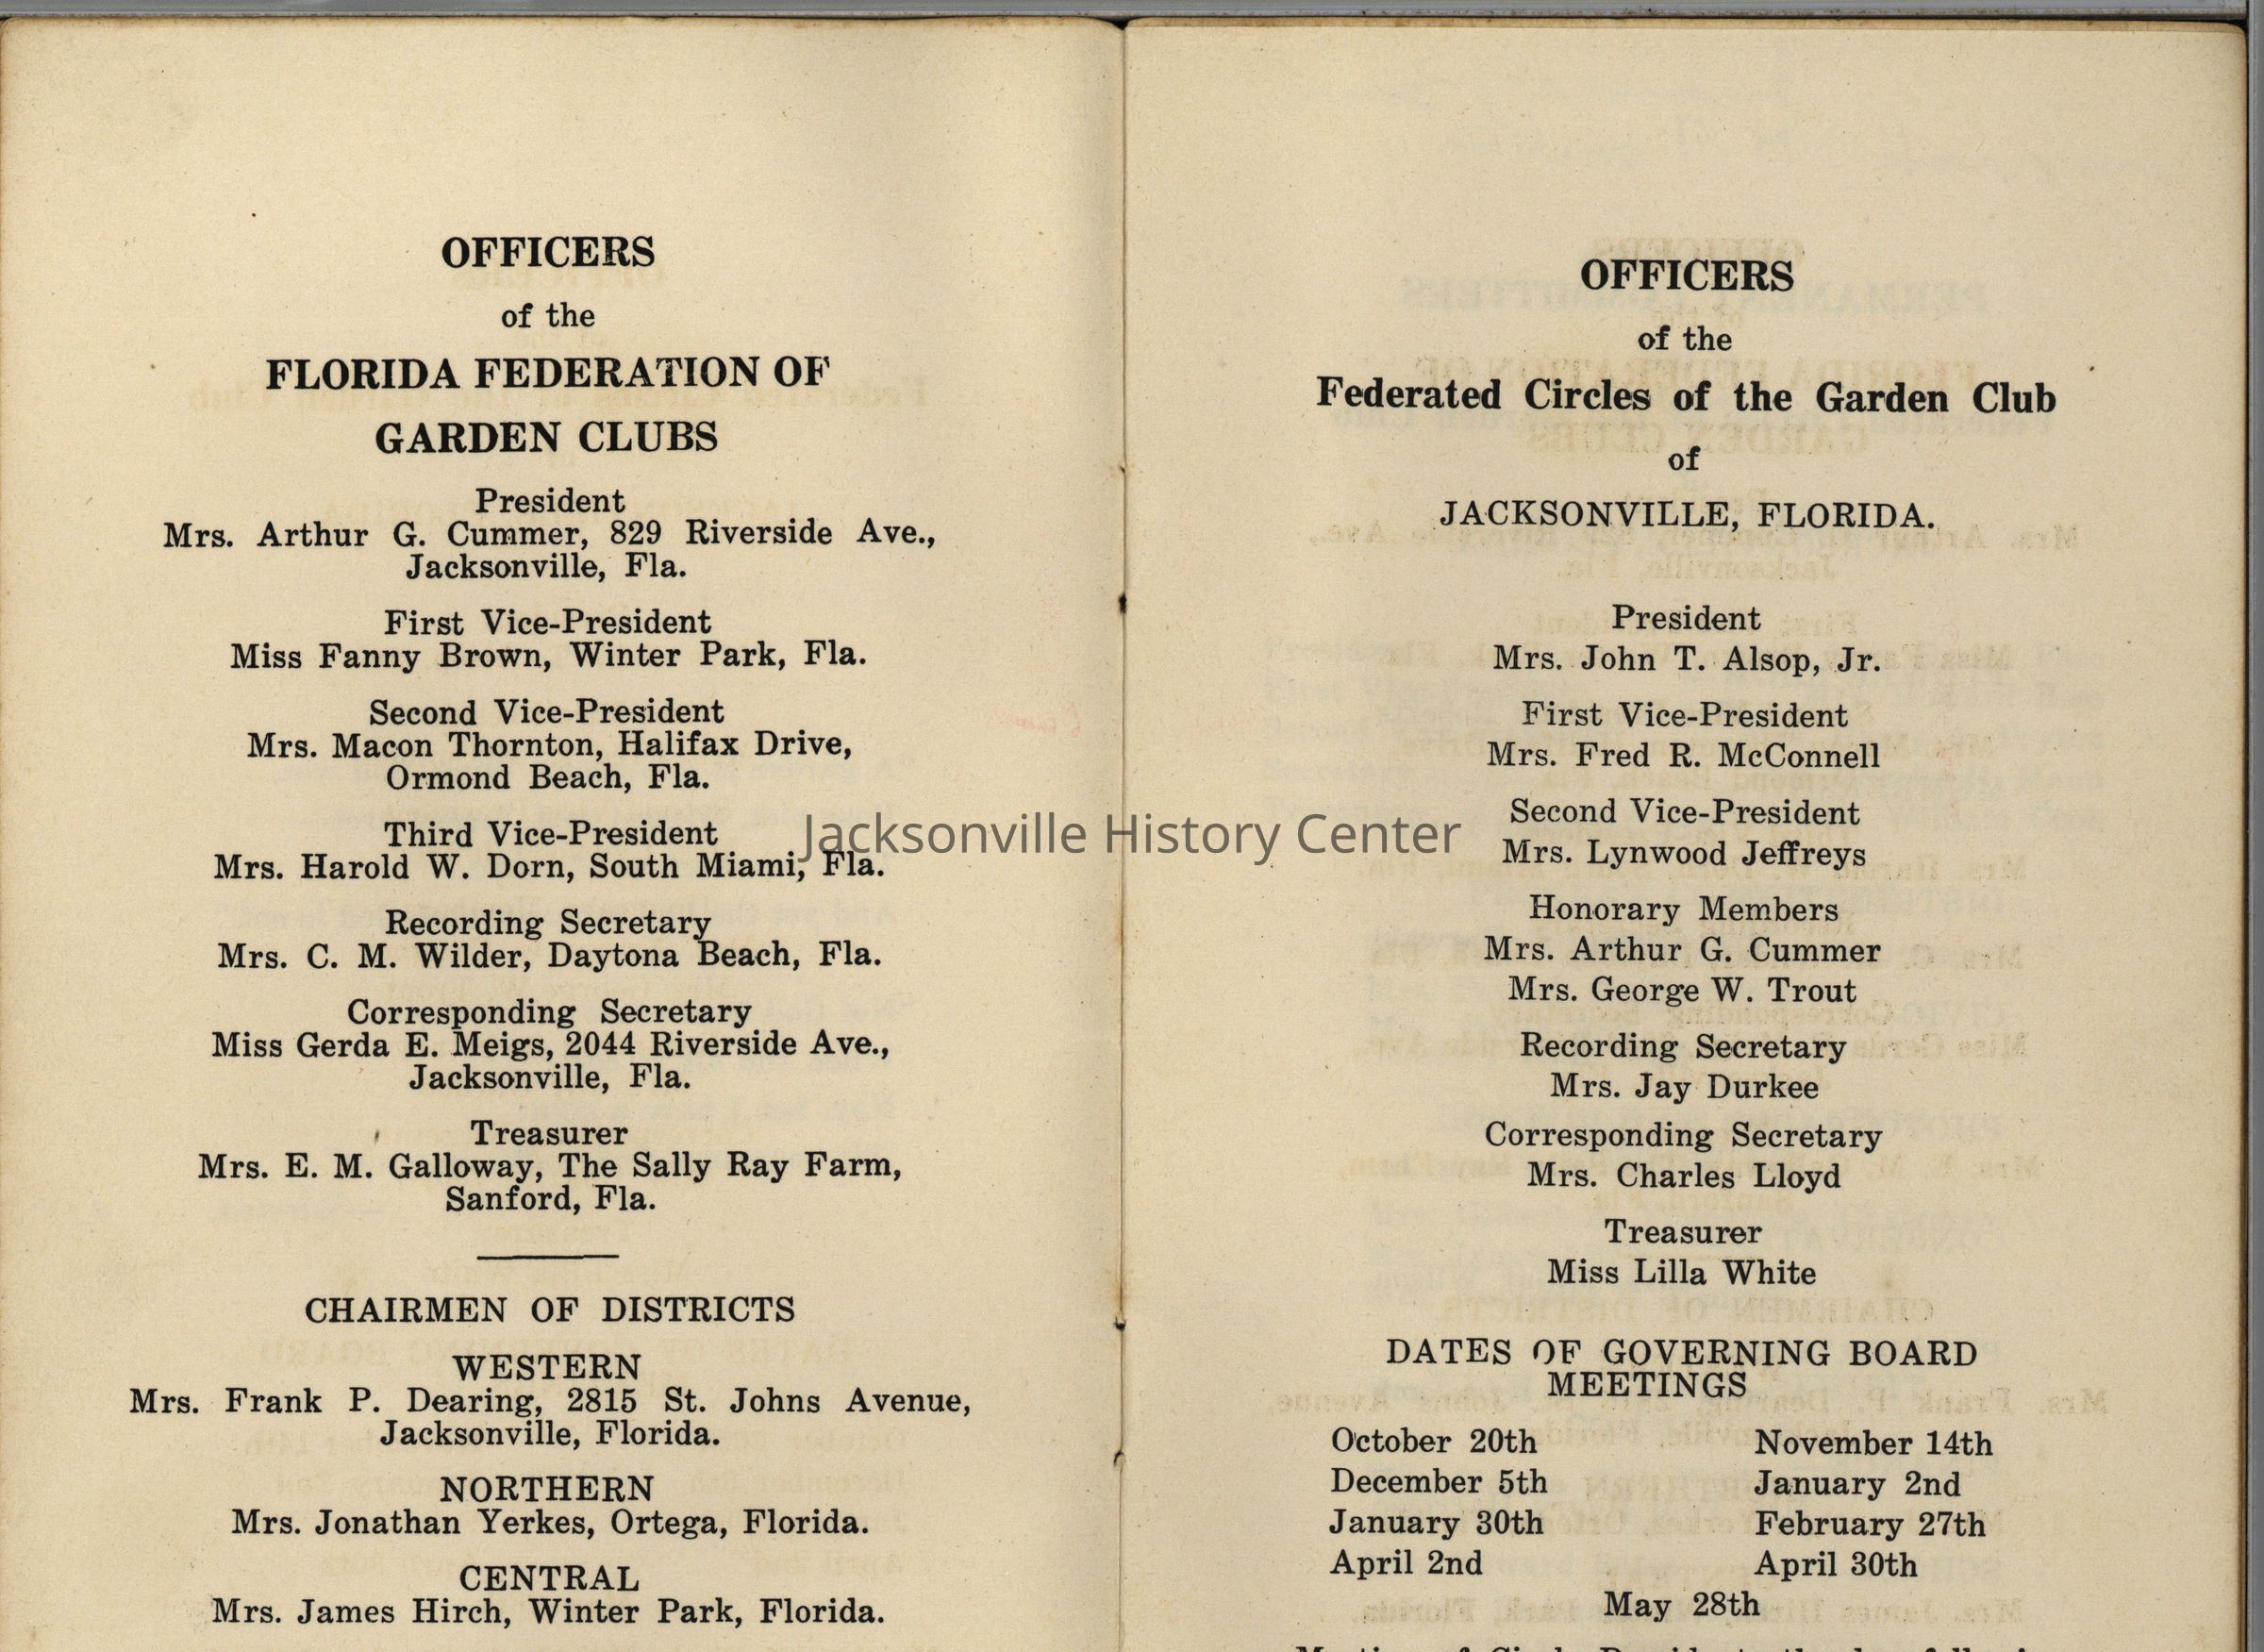 OFFICERS
of the
FLORIDA FEDERATION OF
GARDEN CLUBS
President
Mrs. Arthur G. Cummer, 829 Riverside Ave.,
Jacksonville, Fla.
First Vice-President
Miss Fanny Brown, Winter Park, Fla.
Second Vice-President
Mrs. Macon Thornton, Halifax Drive,
Ormond Beach, Fla.
Third Vice-President
Mrs. Harold W. Dorn, South Miami, Fla.
Recording Secretary
Mrs. C. M. Wilder, Daytona Beach, Fla.
Corresponding Secretary
Miss Gerda E. Meigs, 2044 Riverside Ave.,
Jacksonville, Fla.
Treasurer
Mrs. E. M. Galloway, The Sally Ray Farm,
Sanford, Fla.
CHAIRMEN OF DISTRICTS
WESTERN
Mrs. Frank P. Dearing, 2815 St. Johns Avenue,
Jacksonville, Florida.
NORTHERN
Mrs. Jonathan Yerkes, Ortega, Florida.
CENTRAL
Mrs. James Hirch, Winter Park, Florida.
Jacksonville History Center
OFFICERS
of the
Federated Circles of the Garden Club
of
JACKSONVILLE, FLORIDA.
President
Mrs. John T. Alsop, Jr.
First Vice-President
Mrs. Fred R. McConnell
Second Vice-President
Mrs. Lynwood Jeffreys
Honorary Members
Mrs. Arthur G. Cummer
Mrs. George W. Trout
Recording Secretary
Mrs. Jay Durkee
Corresponding Secretary
Mrs. Charles Lloyd
Treasurer
Miss Lilla White
DATES OF GOVERNING BOARD
MEETINGS
October 20th November 14th
December 5th January 2nd
January 30th February 27th
April 2nd April 30th
May 28th